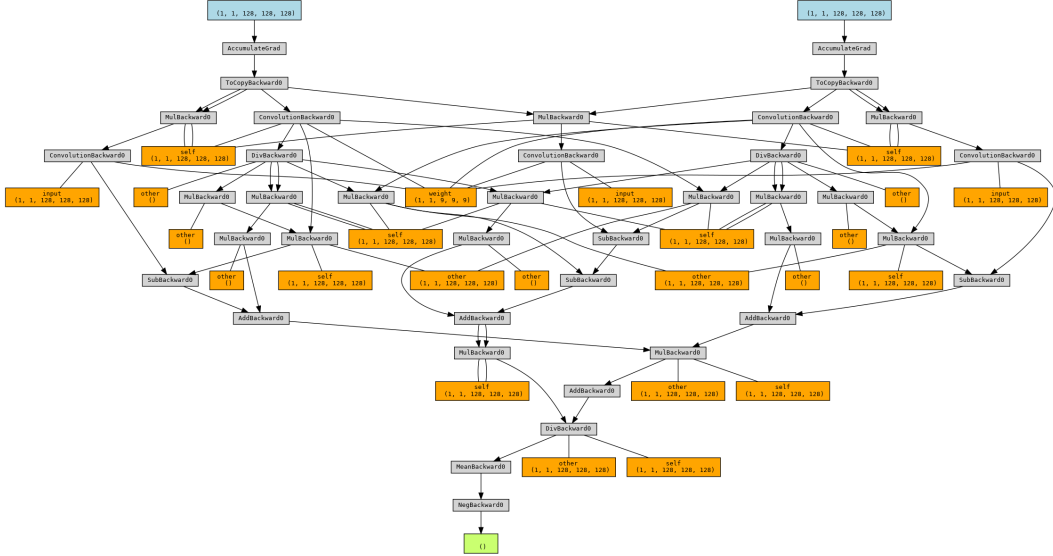 (1, 1, 128, 128, 128)
(1, 1, 128, 128, 128)
AccumulateGrad
AccumulateGrad
ToCopyBackward0
ToCopyBackward0
MulBackward0
ConvolutionBackward0
MulBackward0
ConvolutionBackward0
MulBackward0
ConvolutionBackward0
self
(1, 1, 128, 128, 128)
DivBackward0
ConvolutionBackward0
DivBackward0
self
(1, 1, 128, 128, 128)
ConvolutionBackward0
input
(1, 1, 128, 128, 128)
other
()
MulBackward0
MulBackward0
MulBackward0
weight
(1, 1, 9, 9, 9)
MulBackward0
input
(1, 1, 128, 128, 128)
MulBackward0
MulBackward0
MulBackward0
other
()
input
(1, 1, 128, 128, 128)
other
()
MulBackward0
MulBackward0
self
(1, 1, 128, 128, 128)
MulBackward0
SubBackward0
self
(1, 1, 128, 128, 128)
MulBackward0
other
()
MulBackward0
SubBackward0
other
()
self
(1, 1, 128, 128, 128)
other
(1, 1, 128, 128, 128)
other
()
SubBackward0
other
(1, 1, 128, 128, 128)
other
()
self
(1, 1, 128, 128, 128)
SubBackward0
AddBackward0
AddBackward0
AddBackward0
MulBackward0
MulBackward0
self
(1, 1, 128, 128, 128)
AddBackward0
other
(1, 1, 128, 128, 128)
self
(1, 1, 128, 128, 128)
DivBackward0
MeanBackward0
other
(1, 1, 128, 128, 128)
self
(1, 1, 128, 128, 128)
NegBackward0
()